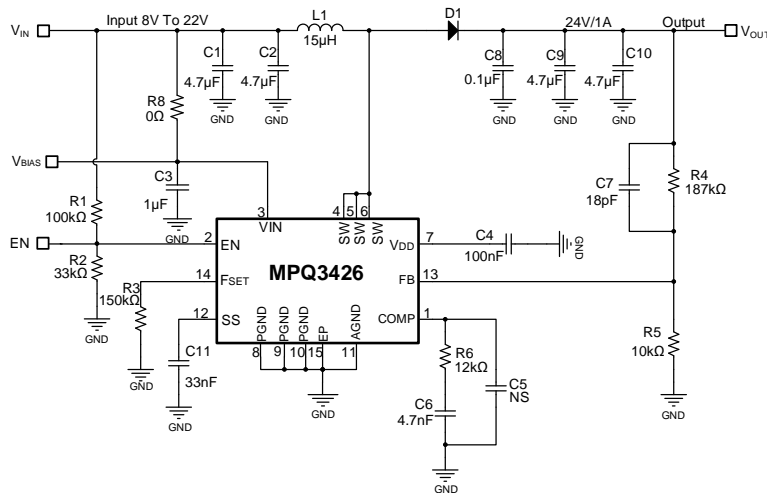 VIN
Input 8V To 22V
L1
15µH
D1
24V/1A
Output
VOUT
C1
4.7µF
GND
C2
4.7µF
GND
C8
0.1µF
GND
C9
4.7µF
GND
C10
4.7µF
GND
R8
0Ω
VBIAS
C3
1µF
GND
R1
100kΩ
C7
18pF
R4
187kΩ
3
VIN
4
SW
5
SW
6
SW
EN
2
EN
R2
33kΩ
GND
MPQ3426
VDD
7
C4
100nF
GND
14
FSET
R3
150kΩ
GND
FB
13
12
SS
C11
33nF
GND
COMP
1
PGND
8
PGND
9
PGND
10
EP
15
AGND
11
GND
R6
12kΩ
C5
NS
C6
4.7nF
GND
R5
10kΩ
GND